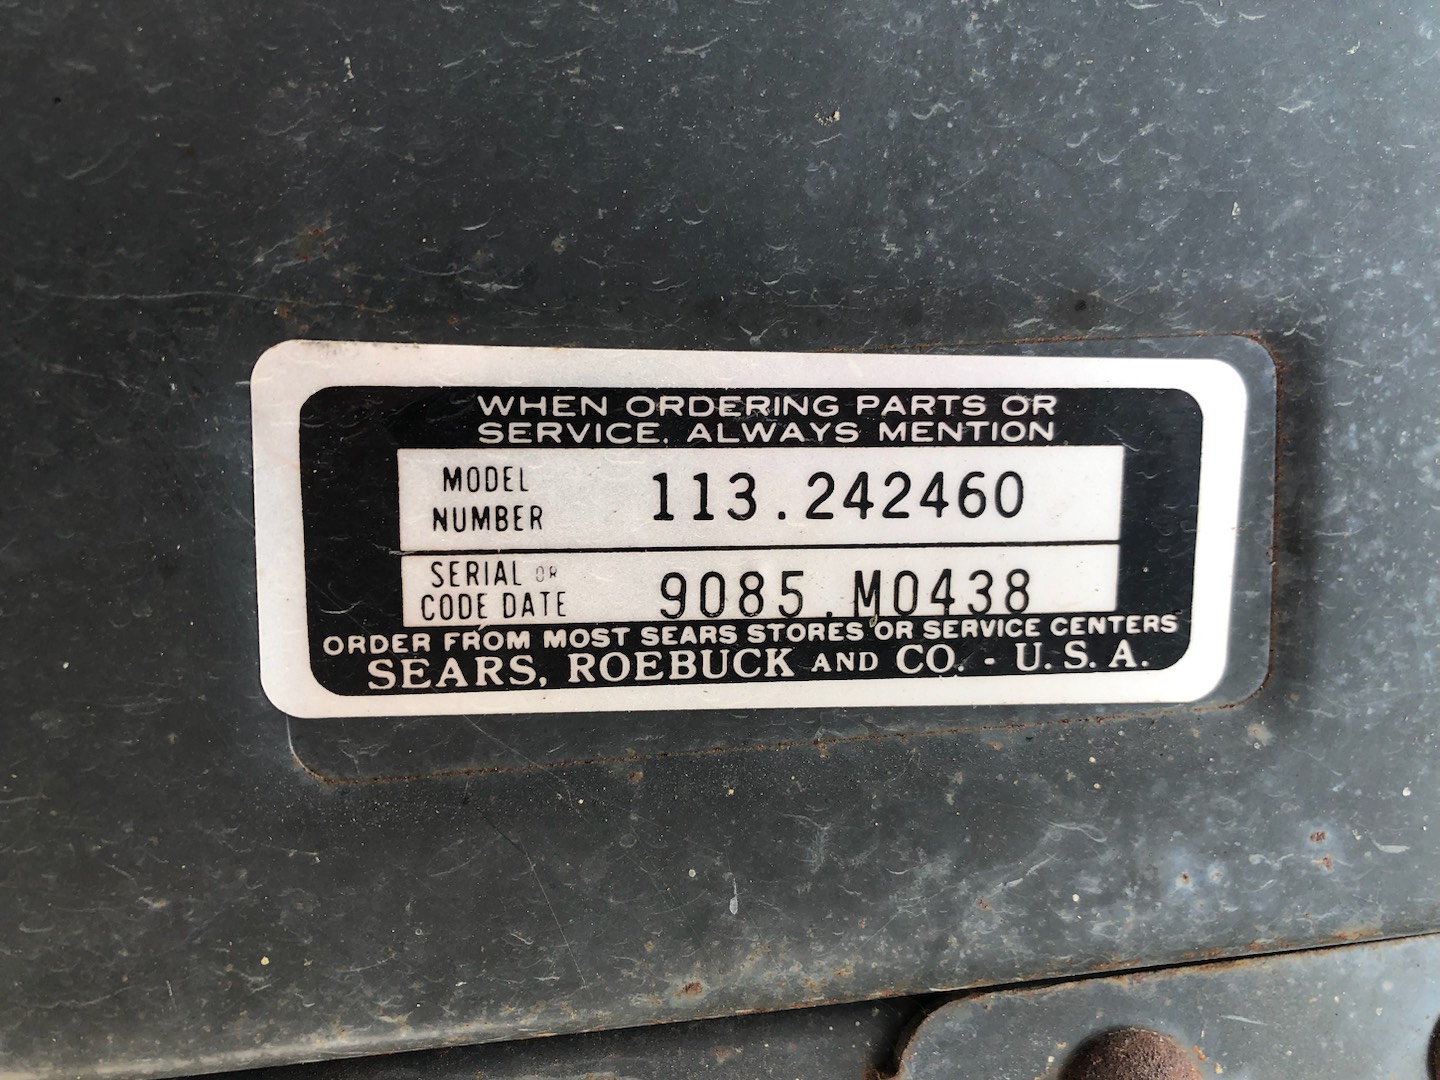 WHEN ORDERING PARTS OR
SERVICE, ALWAYS MENTION
MODEL
NUMBER 113.242460
SERIAL OR
CODE DATE 9085.M0438
ORDER FROM MOST SEARS STORES OR SERVICE CENTERS
SEARS, ROEBUCK AND CO. - U.S.A.